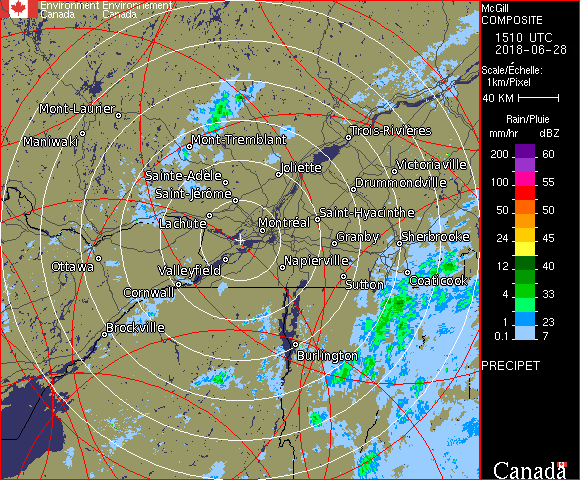 Environment Environnement
Canada Canada
McGill
COMPOSITE
1510 UTC
2018-06-28
Scale/Échelle:
1km/Pixel
40 KM
Rain/Pluie
mm/hr dBZ
200 60
100 55
50 50
24 45
12 40
4 33
1 23
0.1 7
PRECIPET
Canada
Mont-Laurier
Maniwaki
Mont-Tremblant
Trois-Rivières
Joliette
Victoriaville
Sainte-Adèle
Drummondville
Saint-Jérôme
Lachute
Saint-Hyacinthe
Montréal
Granby
Sherbrooke
Ottawa
Valleyfield
Napierville
Cornwall
Sutton
Coaticook
Brockville
Burlington